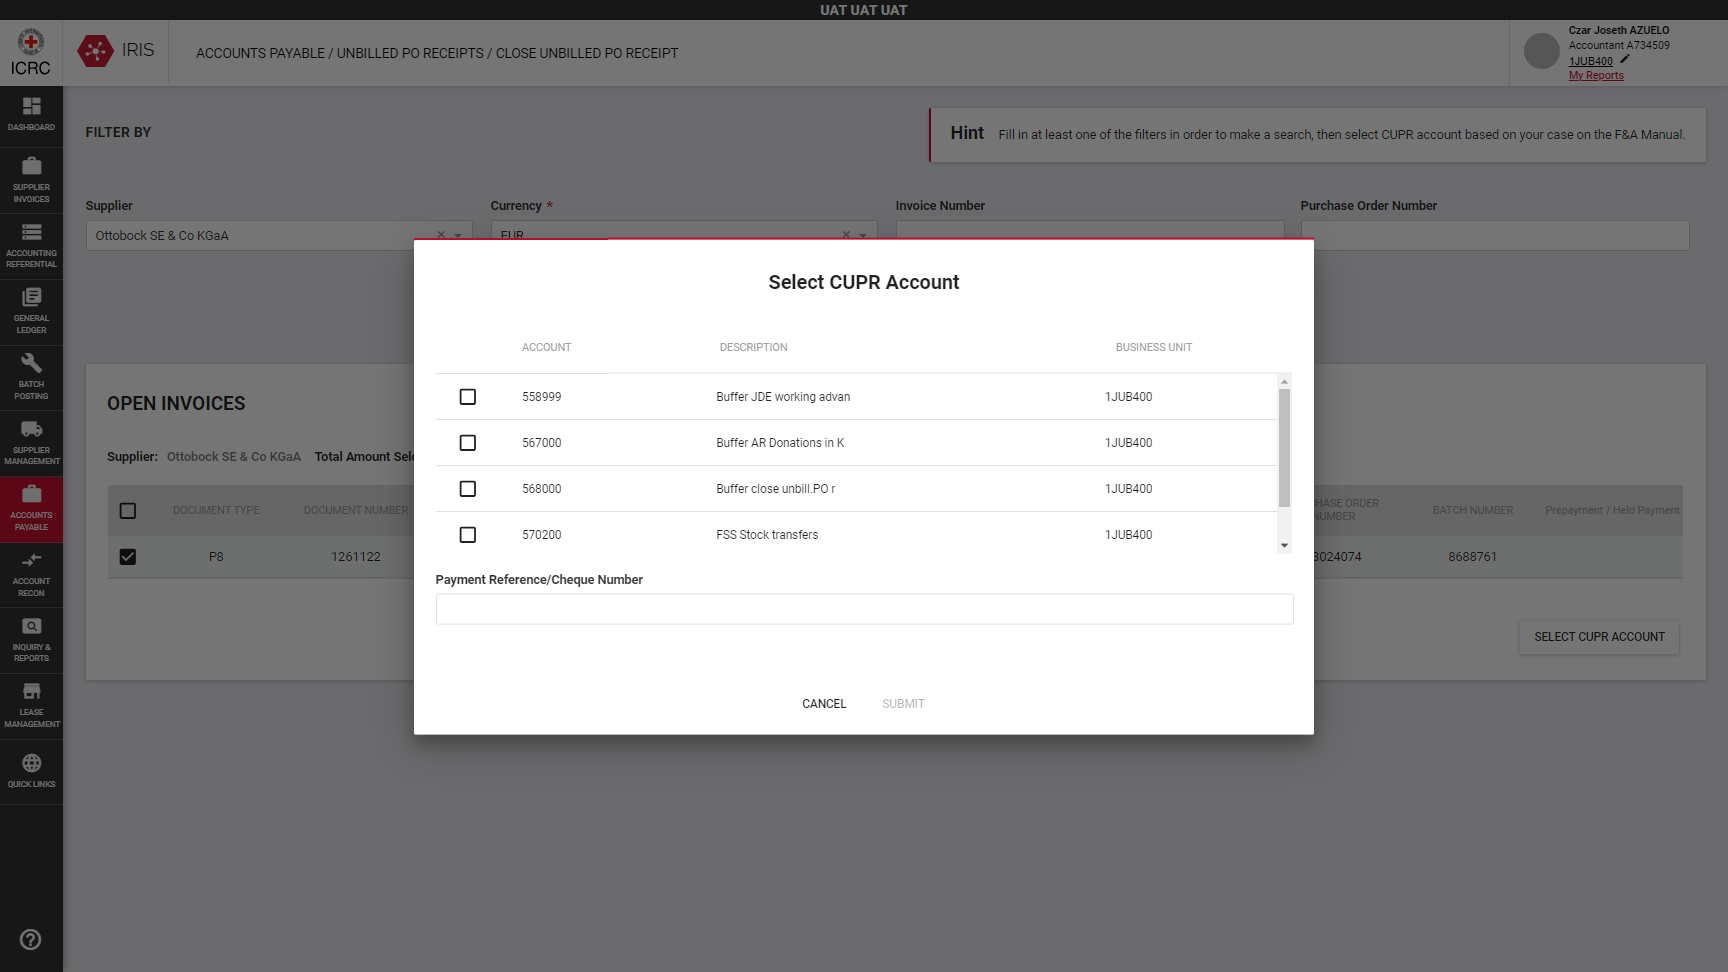 UAT UAT UAT
ICRC
IRIS
ACCOUNTS PAYABLE / UNBILLED PO RECEIPTS / CLOSE UNBILLED PO RECEIPT
Czar Joseth AZUELO
Accountant A734509
1JUB400
My Reports
DASHBOARD
SUPPLIER
INVOICES
ACCOUNTING
REFERENTIAL
GENERAL
LEDGER
BATCH
POSTING
SUPPLIER
MANAGEMENT
ACCOUNTS
PAYABLE
ACCOUNT
RECON
INQUIRY &
REPORTS
LEASE
MANAGEMENT
QUICK LINKS
FILTER BY
Hint Fill in at least one of the filters in order to make a search, then select CUPR account based on your case on the F&A Manual.
Supplier Currency * Invoice Number Purchase Order Number
Ottobock SE & Co KGaA EUR
OPEN INVOICES
Supplier: Ottobock SE & Co KGaA Total Amount Sele
DOCUMENT TYPE DOCUMENT NUMBER
HASE ORDER
NUMBER
BATCH NUMBER Prepayment / Held Payment
P8 1261122 3024074 8688761
SELECT CUPR ACCOUNT
Select CUPR Account
ACCOUNT DESCRIPTION BUSINESS UNIT
558999 Buffer JDE working advan 1JUB400
567000 Buffer AR Donations in K 1JUB400
568000 Buffer close unbill.PO r 1JUB400
570200 FSS Stock transfers 1JUB400
Payment Reference/Cheque Number
CANCEL SUBMIT